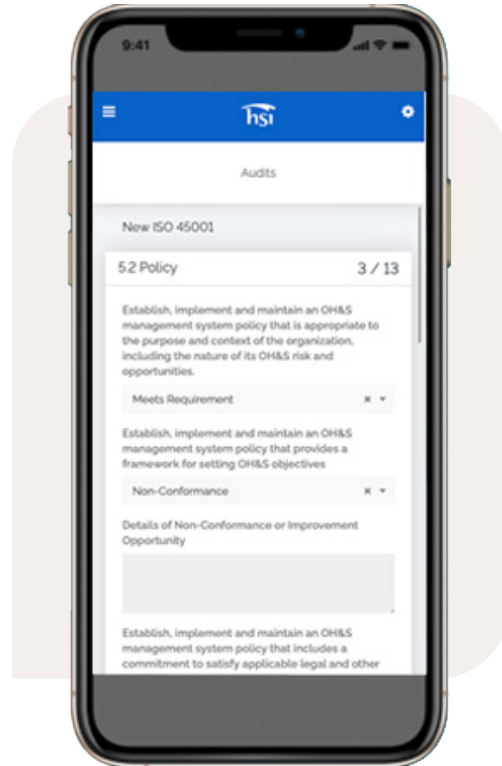 9:41
hsi
Audits
New ISO 45001
5.2 Policy 3 / 13
Establish, implement and maintain an OH&S
management system policy that is appropriate to
the purpose and context of the organization,
including the nature of its OH&S risk and
opportunities.
Meets Requirement
Establish, implement and maintain an OH&S
management system policy that provides a
framework for setting OH&S objectives
Non-Conformance
Details of Non-Conformance or Improvement
Opportunity
Establish, implement and maintain an OH&S
management system policy that includes a
commitment to satisfy applicable legal and other